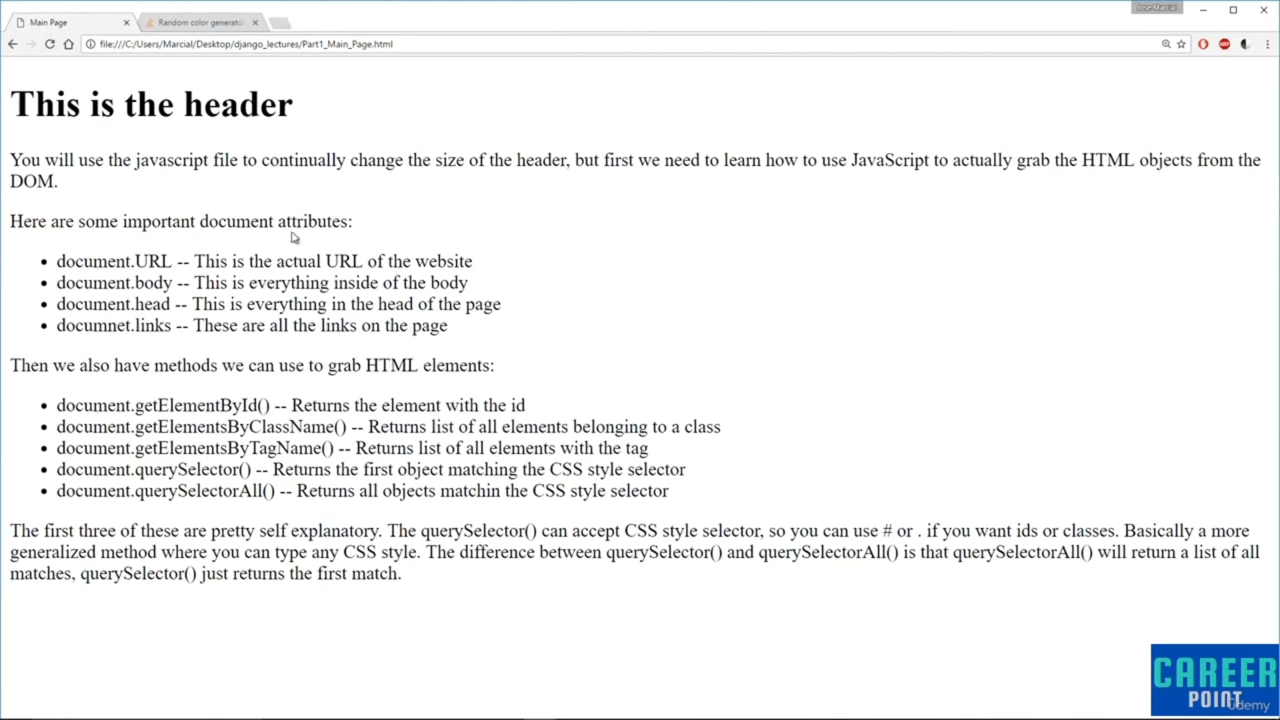 Jose Marcial
Main Page
Random color generato
file:///C:/Users/Marcial/Desktop/django_lectures/Part1_Main_Page.html
ABP
This is the header
You will use the javascript file to continually change the size of the header, but first we need to learn how to use JavaScript to actually grab the HTML objects from the
DOM.
Here are some important document attributes:
• document.URL -- This is the actual URL of the website
• document.body -- This is everything inside of the body
• document.head -- This is everything in the head of the page
• documnet.links -- These are all the links on the page
Then we also have methods we can use to grab HTML elements:
• document.getElementById() -- Returns the element with the id
• document.getElementsByClassName() -- Returns list of all elements belonging to a class
• document.getElementsByTagName() -- Returns list of all elements with the tag
• document.querySelector() -- Returns the first object matching the CSS style selector
• document.querySelectorAll() -- Returns all objects matchin the CSS style selector
The first three of these are pretty self explanatory. The querySelector() can accept CSS style selector, so you can use # or . if you want ids or classes. Basically a more
generalized method where you can type any CSS style. The difference between querySelector() and querySelectorAll() is that querySelectorAll() will return a list of all
matches, querySelector() just returns the first match.
CAREER
POINT
Udemy